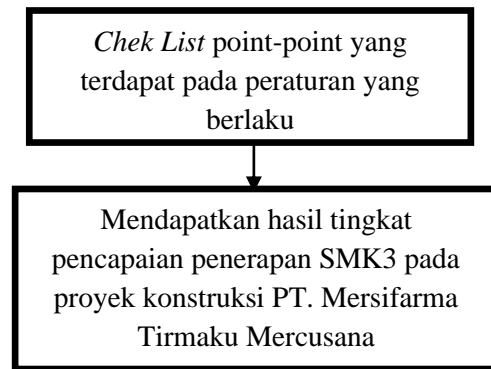 Chek List point-point yang
terdapat pada peraturan yang
berlaku
Mendapatkan hasil tingkat
pencapaian penerapan SMK3 pada
proyek konstruksi PT. Mersifarma
Tirmaku Mercusana